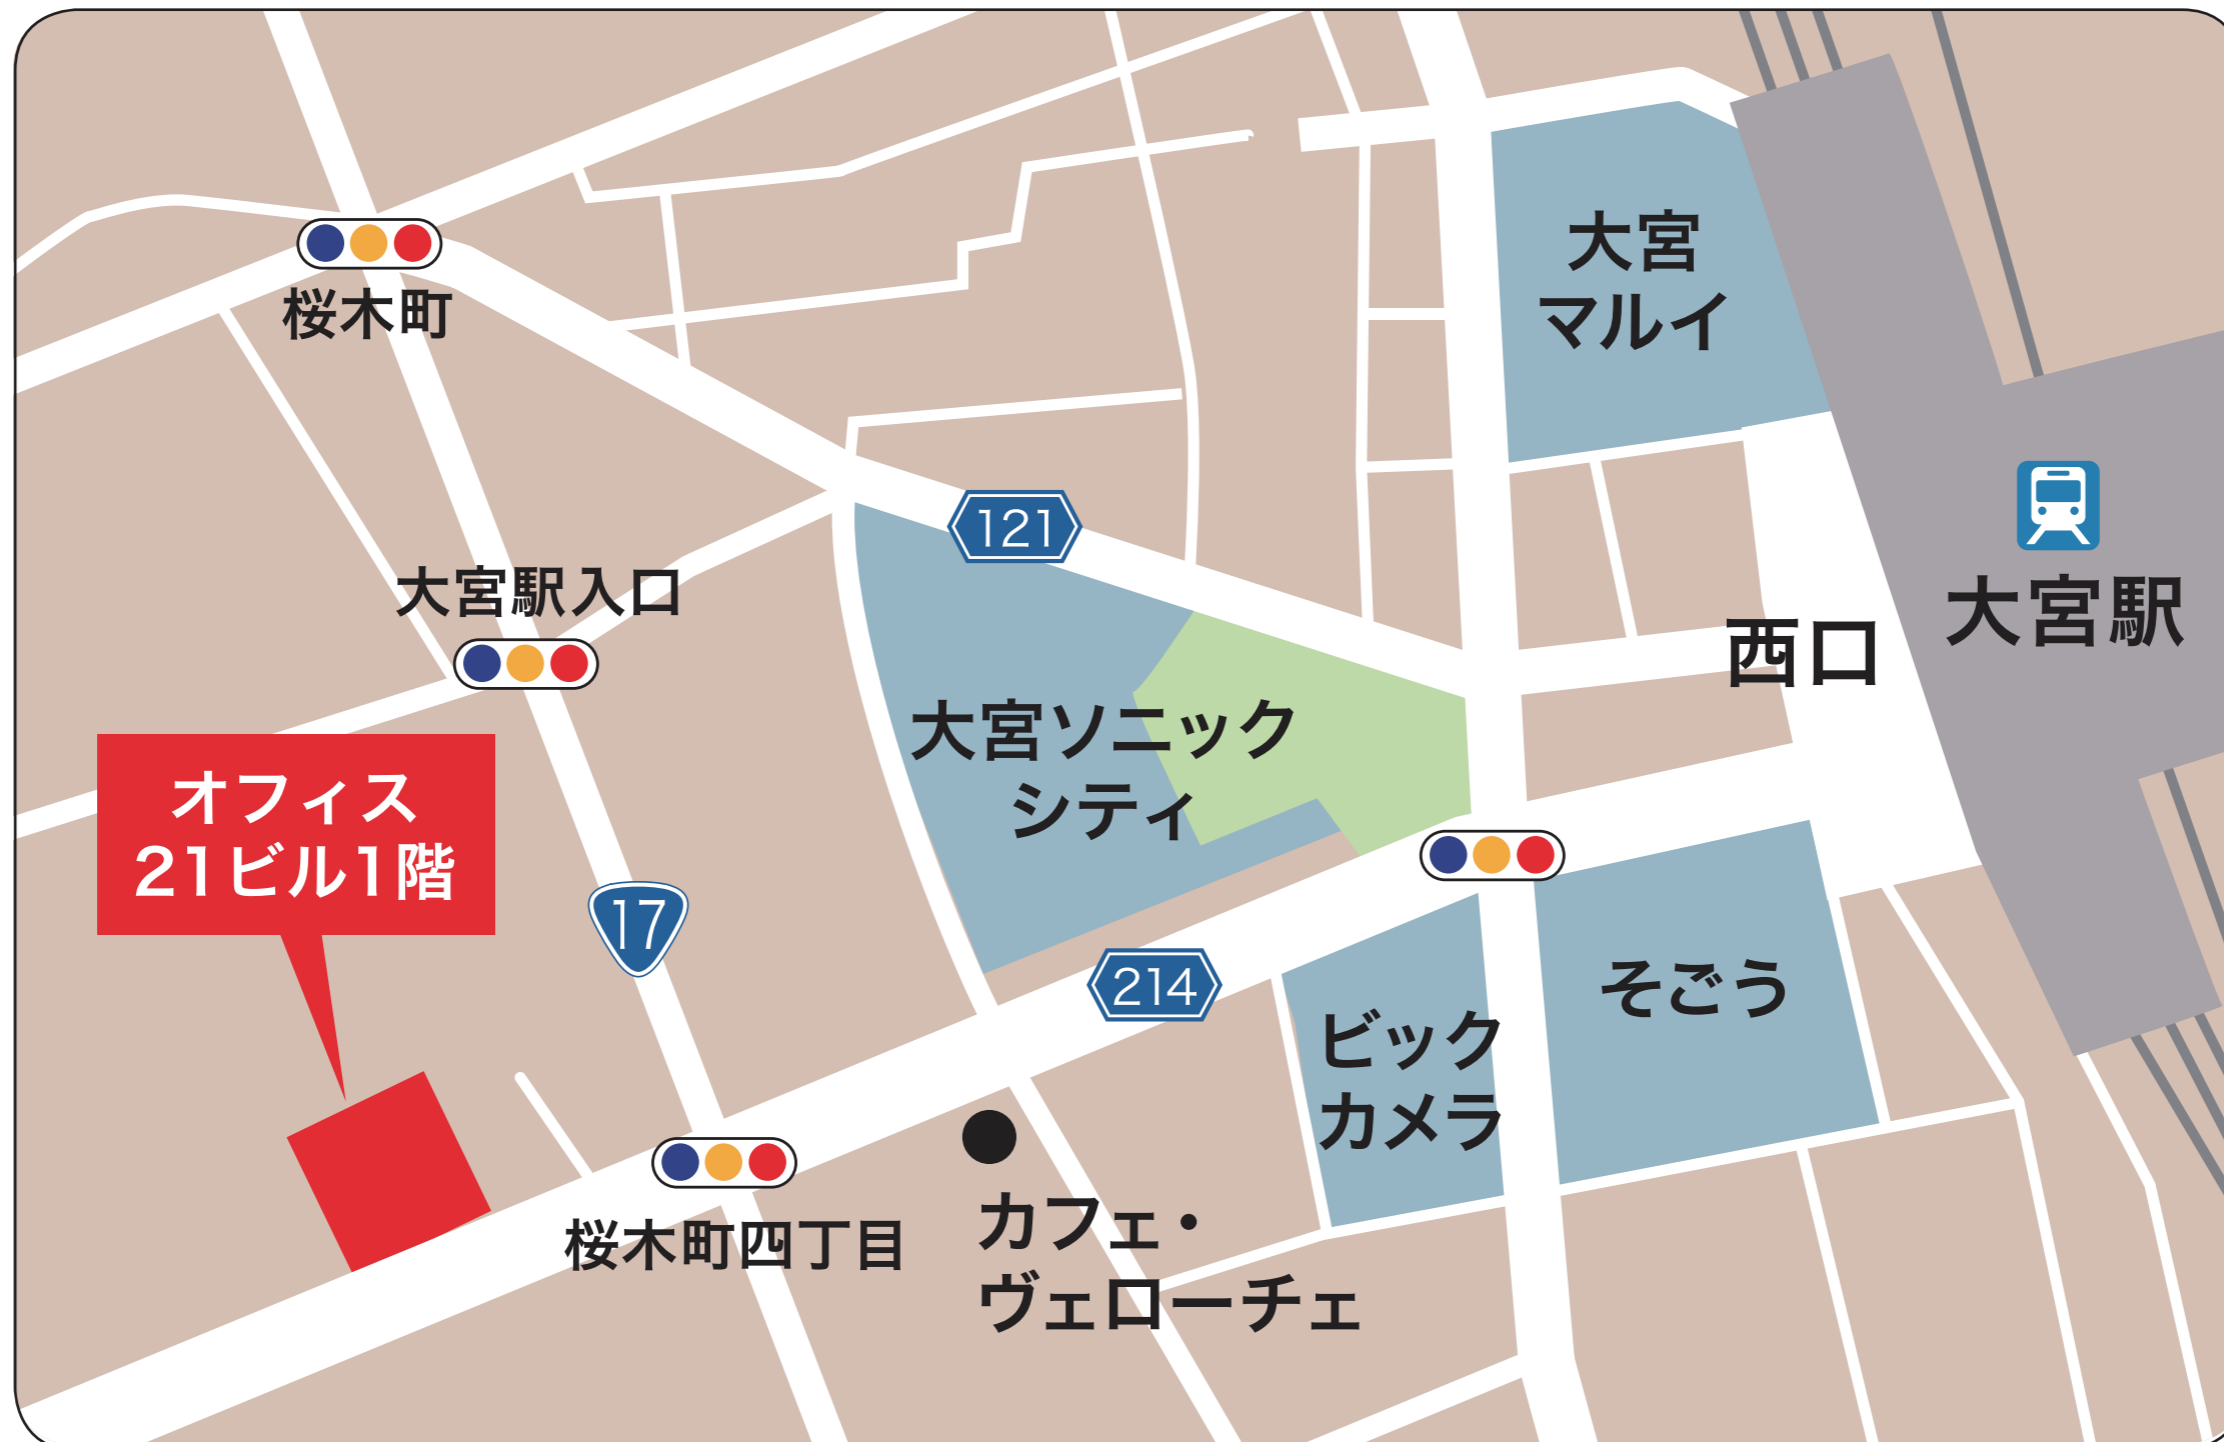 大宮
マルイ
桜木町
大宮駅
121
大宮駅入口
西口
大宮ソニック
シティ
オフィス
21ビル1階
17
214
そごう
ビック
カメラ
桜木町四丁目
カフェ・
ヴェローチェ